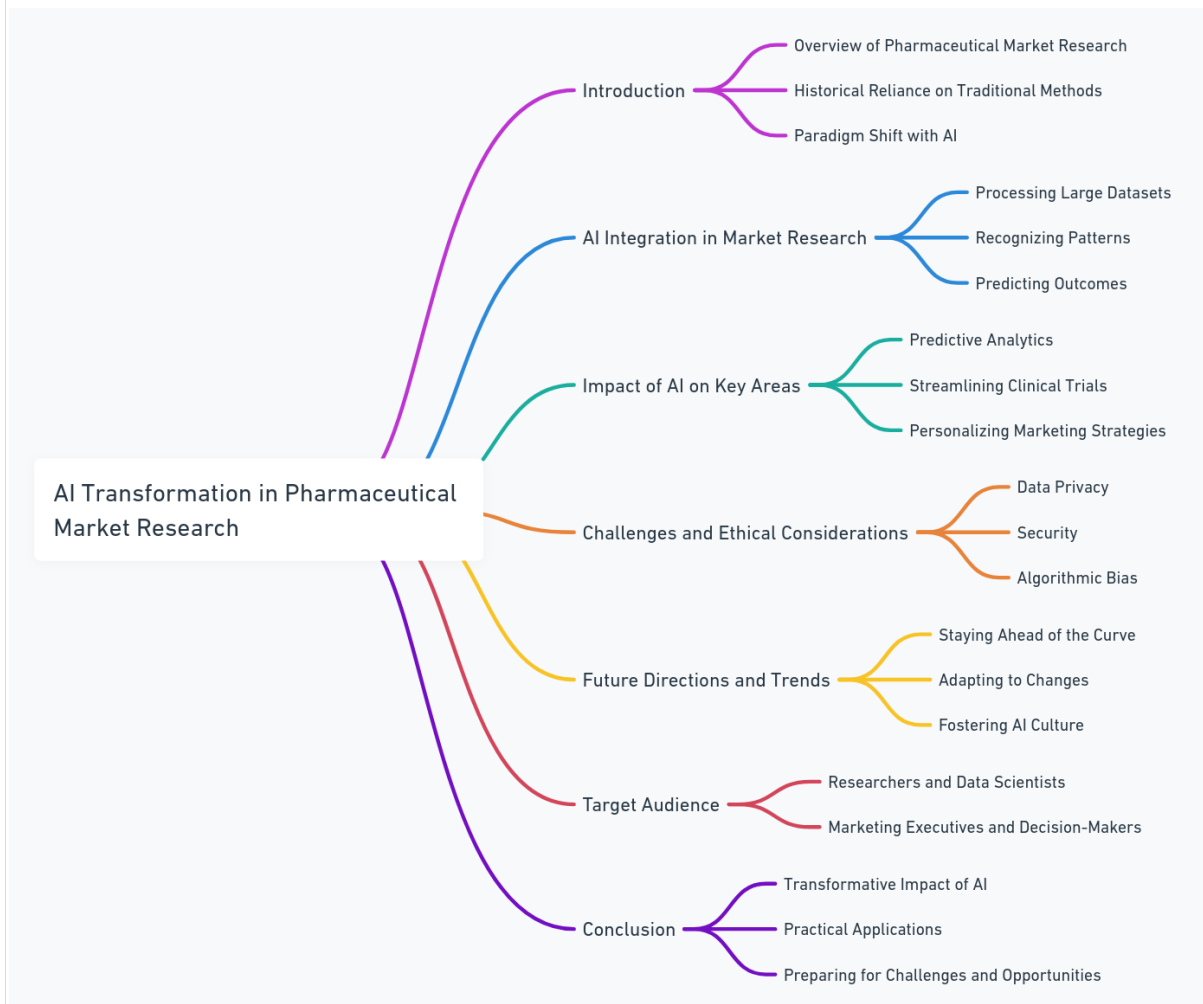 AI Transformation in Pharmaceutical
Market Research
Introduction
Overview of Pharmaceutical Market Research
Historical Reliance on Traditional Methods
Paradigm Shift with AI
AI Integration in Market Research
Processing Large Datasets
Recognizing Patterns
Predicting Outcomes
Impact of AI on Key Areas
Predictive Analytics
Streamlining Clinical Trials
Personalizing Marketing Strategies
Challenges and Ethical Considerations
Data Privacy
Security
Algorithmic Bias
Future Directions and Trends
Staying Ahead of the Curve
Adapting to Changes
Fostering AI Culture
Target Audience
Researchers and Data Scientists
Marketing Executives and Decision-Makers
Conclusion
Transformative Impact of AI
Practical Applications
Preparing for Challenges and Opportunities